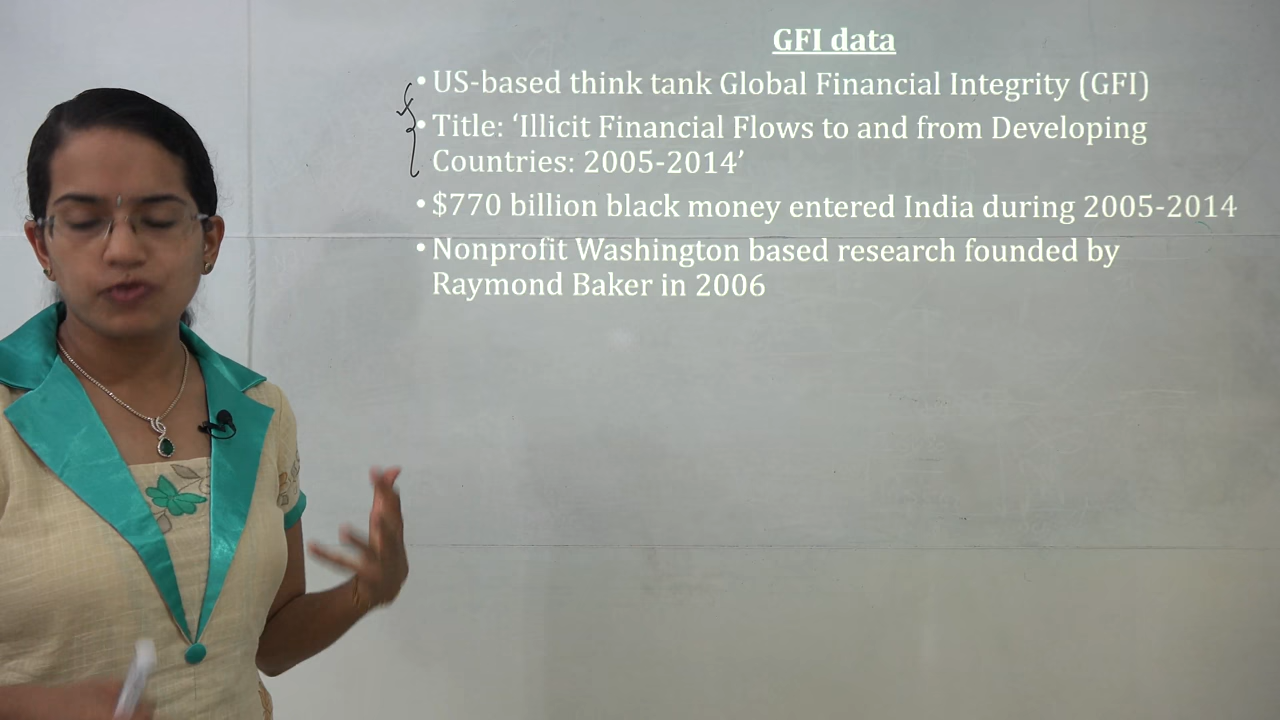 GFI data
• US-based think tank Global Financial Integrity (GFI)
• Title: ‘Illicit Financial Flows to and from Developing
Countries: 2005-2014’
• $770 billion black money entered India during 2005-2014
• Nonprofit Washington based research founded by
Raymond Baker in 2006